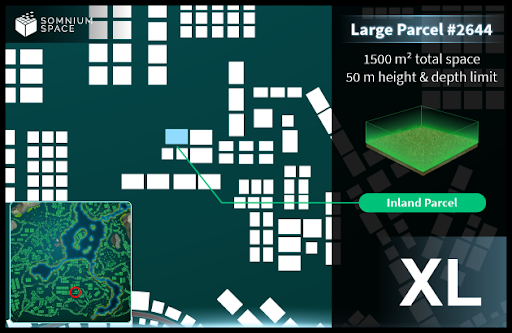 SOMNIUM
SPACE
Large Parcel #2644
1500 m² total space
50 m height & depth limit
Inland Parcel
XL